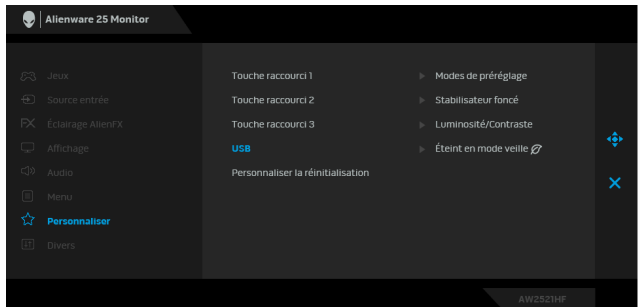 Alienware 25 Monitor
Jeux
Source entrée
Éclairage AlienFX
Affichage
Audio
Menu
Personnaliser
Divers
Touche raccourci 1 Modes de préréglage
Touche raccourci 2 Stabilisateur foncé
Touche raccourci 3 Luminosité/Contraste
USB Éteint en mode veille
Personnaliser la réinitialisation
AW2521HF